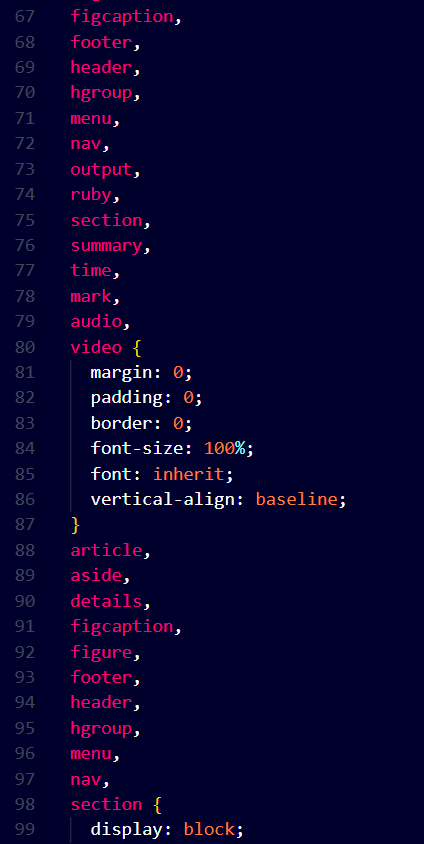 67 figcaption,
68 footer,
69 header,
70 hgroup,
71 menu,
72 nav,
73 output,
74 ruby,
75 section,
76 summary,
77 time,
78 mark,
79 audio,
80 video {
81 margin: 0;
82 padding: 0;
83 border: 0;
84 font-size: 100%;
85 font: inherit;
86 vertical-align: baseline;
87 }
88 article,
89 aside,
90 details,
91 figcaption,
92 figure,
93 footer,
94 header,
95 hgroup,
96 menu,
97 nav,
98 section {
99 display: block;